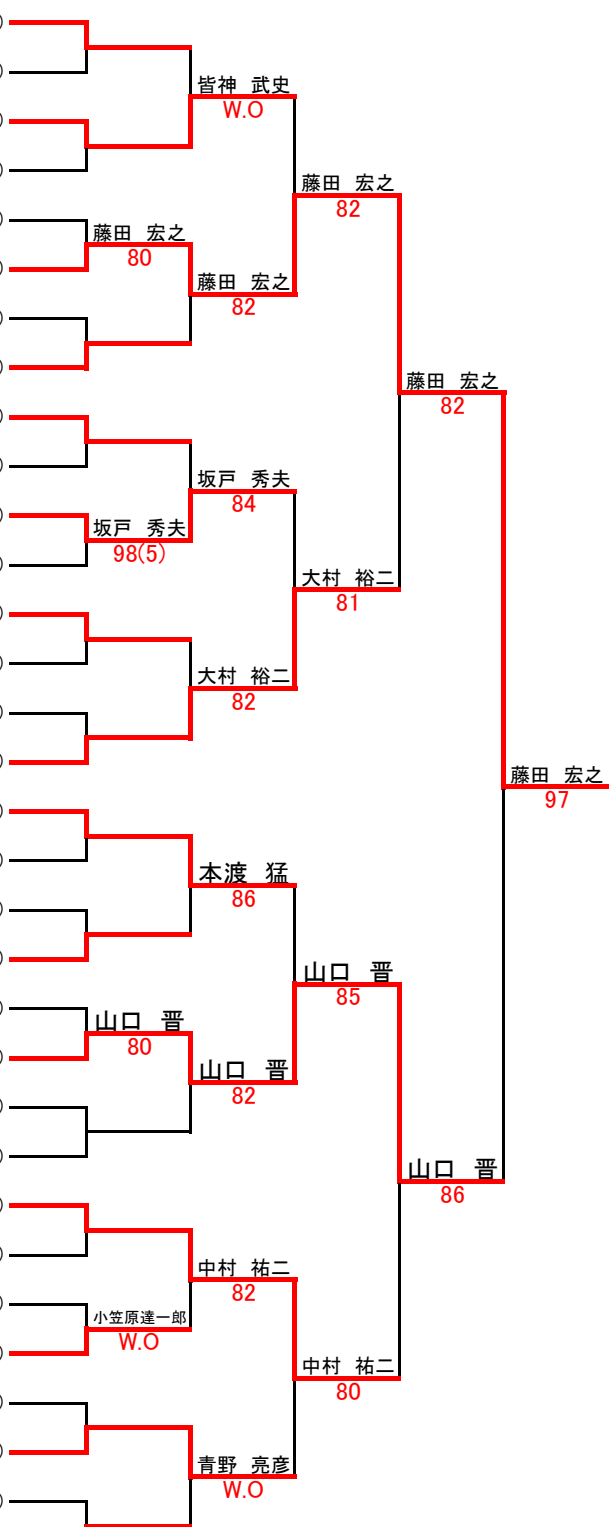 皆神 武史
W.O
藤田 宏之
82
藤田 宏之
80
藤田 宏之
82
藤田 宏之
82
坂戸 秀夫
84
坂戸 秀夫
98(5)
大村 裕二
81
大村 裕二
82
藤田 宏之
97
本渡 猛
86
山口 晋
85
山口 晋
80
山口 晋
82
山口 晋
86
中村 祐二
82
小笠原達一郎
W.O
中村 祐二
80
青野 亮彦
W.O